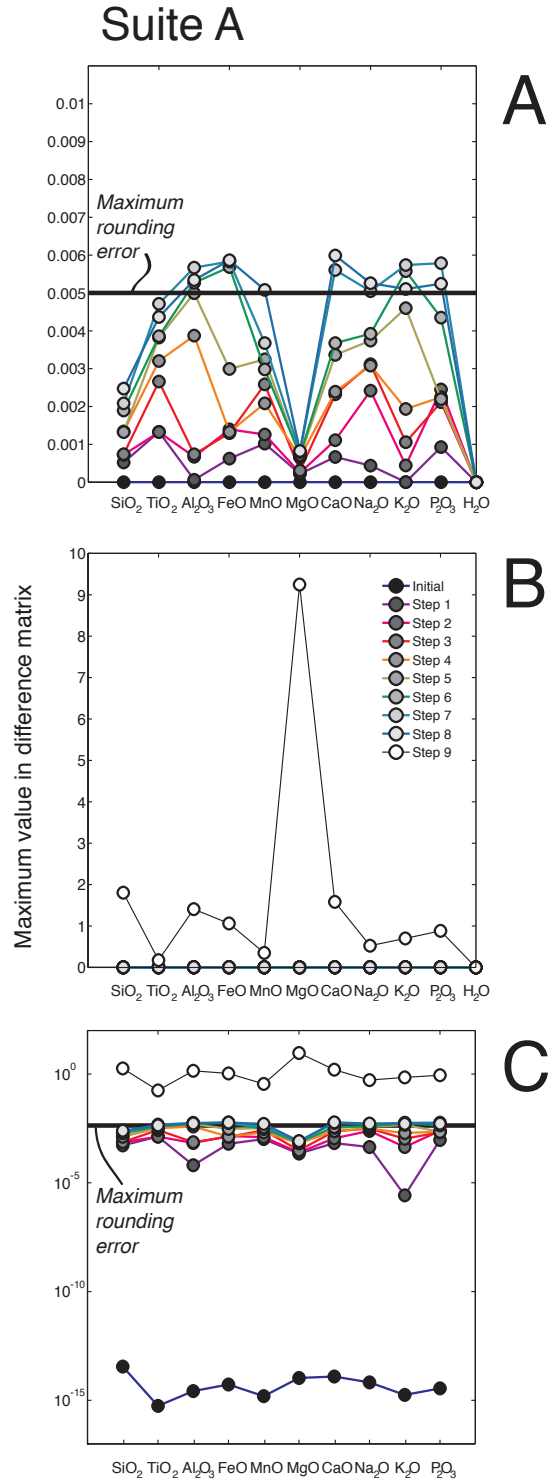 Suite A
A
0.01
0.009
0.008
0.007
0.006
0.005
0.004
0.003
0.002
0.001
0
Maximum
rounding
error
SiO2 TiO2 Al2O3 FeO MnO MgO CaO Na2O K2O P2O3 H2O
B
Maximum value in difference matrix
10
9
8
7
6
5
4
3
2
1
0
Initial
Step 1
Step 2
Step 3
Step 4
Step 5
Step 6
Step 7
Step 8
Step 9
SiO2 TiO2 Al2O3 FeO MnO MgO CaO Na2O K2O P2O3 H2O
C
10^0
10^-5
10^-10
10^-15
Maximum
rounding
error
SiO2 TiO2 Al2O3 FeO MnO MgO CaO Na2O K2O P2O3